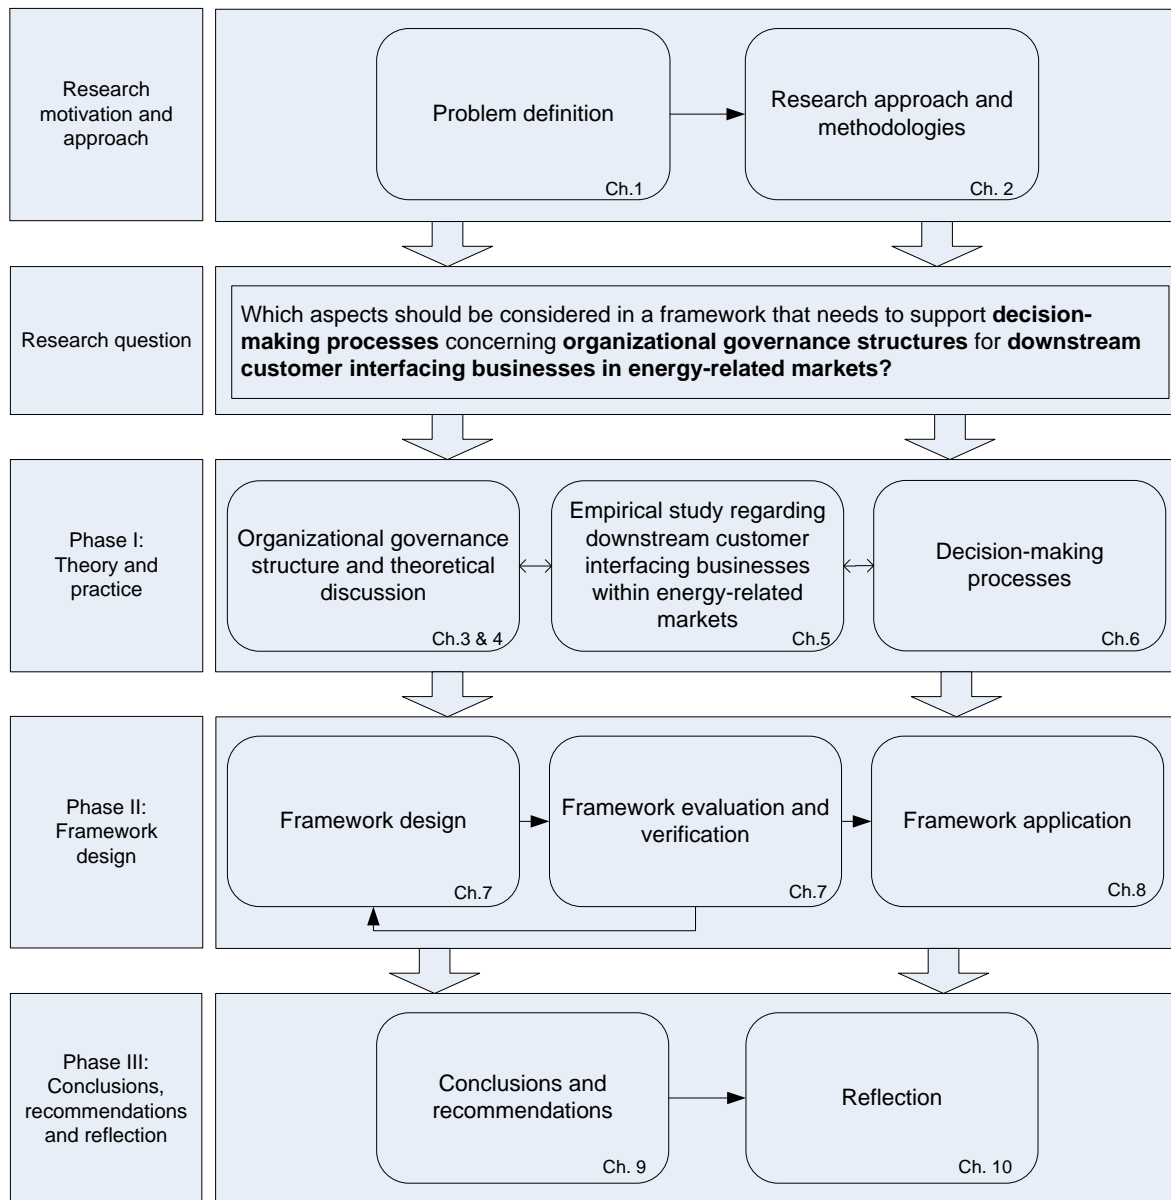 Research
motivation and
approach
Problem definition
Ch.1
Research approach and
methodologies
Ch. 2
Research question
Which aspects should be considered in a framework that needs to support decision-
making processes concerning organizational governance structures for downstream
customer interfacing businesses in energy-related markets?
Phase I:
Theory and
practice
Organizational governance
structure and theoretical
discussion
Ch.3 & 4
Empirical study regarding
downstream customer
interfacing businesses
within energy-related
markets
Ch.5
Decision-making
processes
Ch.6
Phase II:
Framework
design
Framework design
Ch.7
Framework evaluation and
verification
Ch.7
Framework application
Ch.8
Phase III:
Conclusions,
recommendations
and reflection
Conclusions and
recommendations
Ch. 9
Reflection
Ch. 10